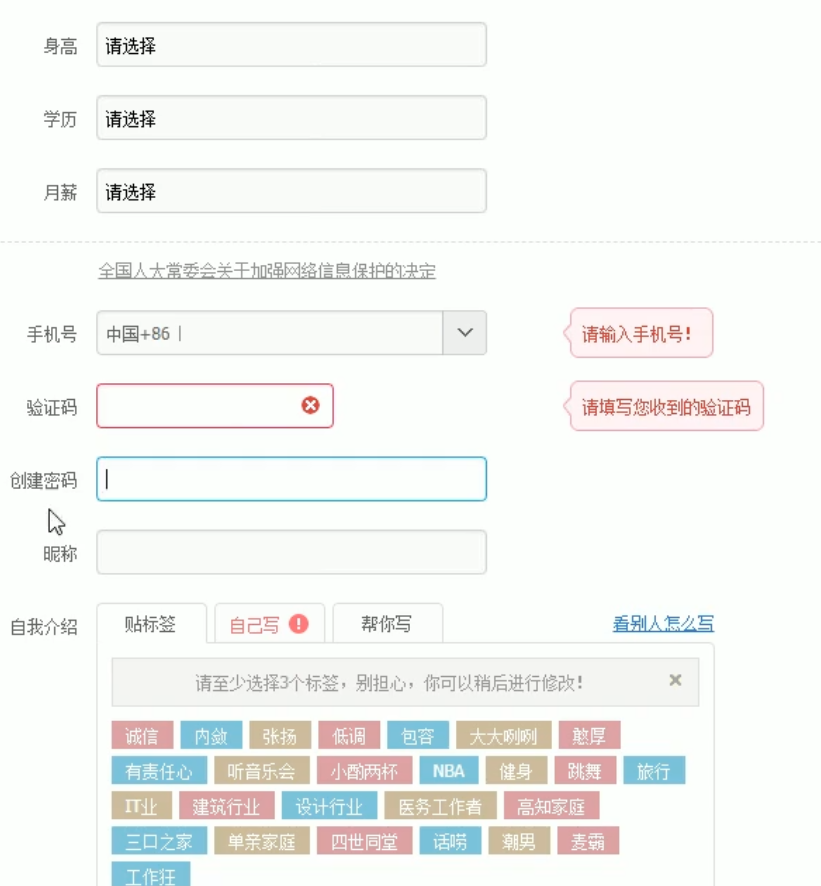 身高 请选择
学历 请选择
月薪 请选择
全国人大常委会关于加强网络信息保护的决定
手机号 中国+86 | 请输入手机号!
验证码 请填写您收到的验证码
创建密码
昵称
自我介绍 贴标签 自己写 帮你写 看别人怎么写
请至少选择3个标签，别担心，你可以稍后进行修改!
诚信 内敛 张扬 低调 包容 大大咧咧 憨厚
有责任心 听音乐会 小酌两杯 NBA 健身 跳舞 旅行
IT业 建筑行业 设计行业 医务工作者 高知家庭
三口之家 单亲家庭 四世同堂 话唠 潮男 麦霸
工作狂